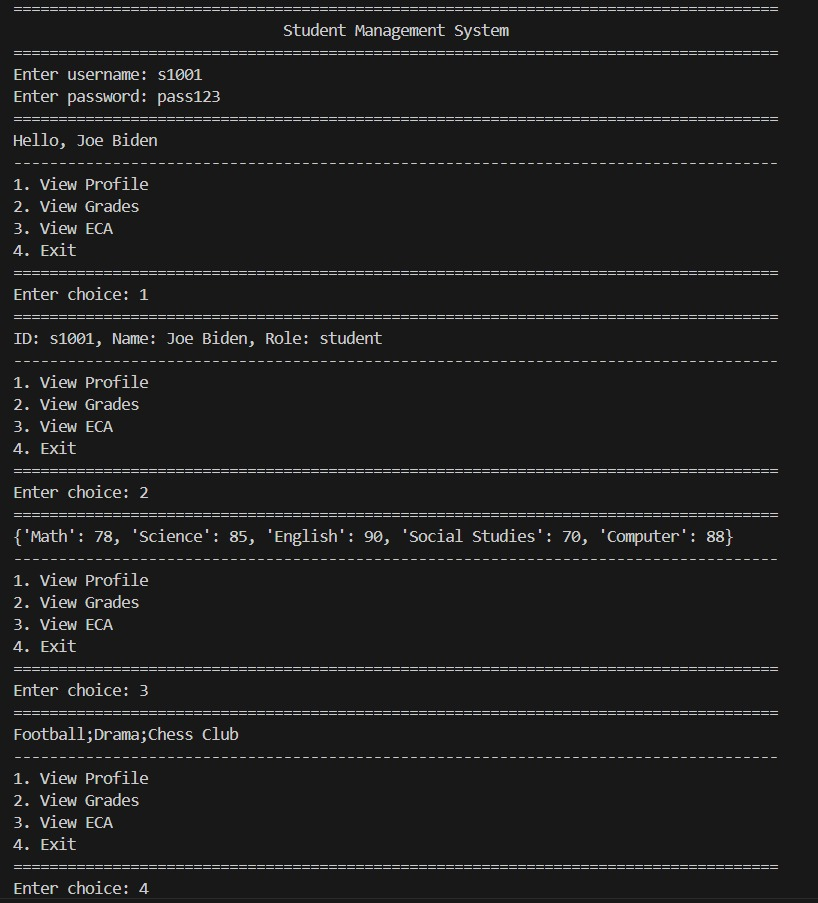 =====================================================================================
Student Management System
=====================================================================================
Enter username: s1001
Enter password: pass123
=====================================================================================
Hello, Joe Biden
-------------------------------------------------------------------------------------
1. View Profile
2. View Grades
3. View ECA
4. Exit
=====================================================================================
Enter choice: 1
=====================================================================================
ID: s1001, Name: Joe Biden, Role: student
-------------------------------------------------------------------------------------
1. View Profile
2. View Grades
3. View ECA
4. Exit
=====================================================================================
Enter choice: 2
=====================================================================================
{'Math': 78, 'Science': 85, 'English': 90, 'Social Studies': 70, 'Computer': 88}
-------------------------------------------------------------------------------------
1. View Profile
2. View Grades
3. View ECA
4. Exit
=====================================================================================
Enter choice: 3
=====================================================================================
Football;Drama;Chess Club
-------------------------------------------------------------------------------------
1. View Profile
2. View Grades
3. View ECA
4. Exit
=====================================================================================
Enter choice: 4